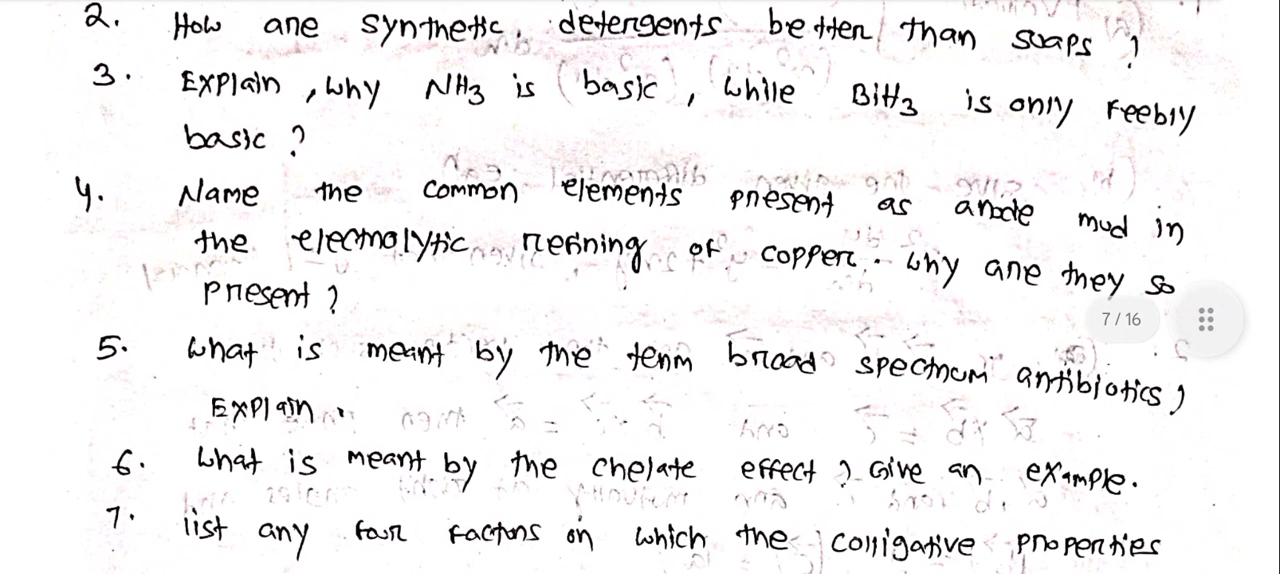 2. How are synthetic detergents better than soaps ?
3. Explain, why NH3 is (basic), while BiH3 is only feebly
basic ?
4. Name the common elements present as anode mud in
the electrolytic refining of copper. Why are they so
present ?
7 / 16
5. What is meant by the term broad spectrum antibiotics ?
Explain.
6. What is meant by the chelate effect ? Give an example.
7. list any four factors on which the colligative properties